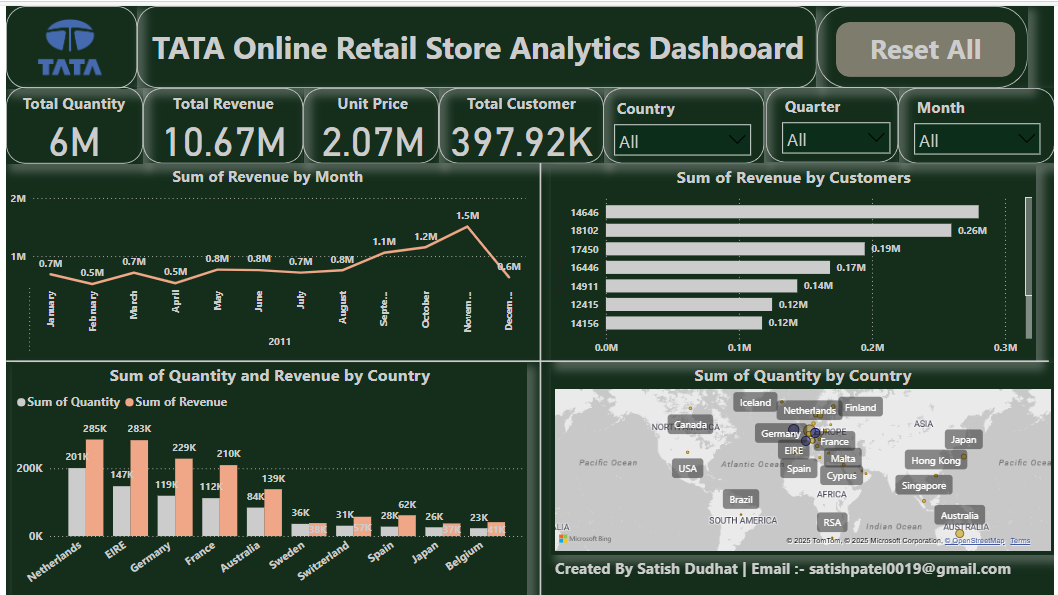 TATA
TATA Online Retail Store Analytics Dashboard
Reset All
Total Quantity
6M
Total Revenue
10.67M
Unit Price
2.07M
Total Customer
397.92K
Country
All
Quarter
All
Month
All
Sum of Revenue by Month
2M
1M
0.7M
0.5M
0.7M
0.5M
0.8M
0.8M
0.7M
0.8M
1.1M
1.2M
1.5M
0.6M
January
February
March
April
May
June
July
August
Septe...
October
Novem...
Decem...
2011
Sum of Revenue by Customers
14646
18102
0.26M
17450
0.19M
16446
0.17M
14911
0.14M
12415
0.12M
14156
0.12M
0.0M
0.1M
0.2M
0.3M
Sum of Quantity and Revenue by Country
Sum of Quantity
Sum of Revenue
200K
0K
201K
285K
147K
283K
119K
229K
112K
210K
84K
139K
36K
38K
31K
57K
28K
62K
26K
37K
23K
41K
Netherlands
EIRE
Germany
France
Australia
Sweden
Switzerland
Spain
Japan
Belgium
Sum of Quantity by Country
Iceland
Netherlands
Finland
Canada
Germany
EUROPE
France
ASIA
Japan
EIRE
Pacific Ocean
USA
Atlantic Ocean
Spain
Malta
Cyprus
Hong Kong
Pacific Ocean
Singapore
AFRICA
Brazil
SOUTH AMERICA
RSA
Indian Ocean
Australia
AUSTRALIA
Microsoft Bing
© 2025 TomTom, © 2025 Microsoft Corporation, © OpenStreetMap Terms
Created By Satish Dudhat | Email :- satishpatel0019@gmail.com